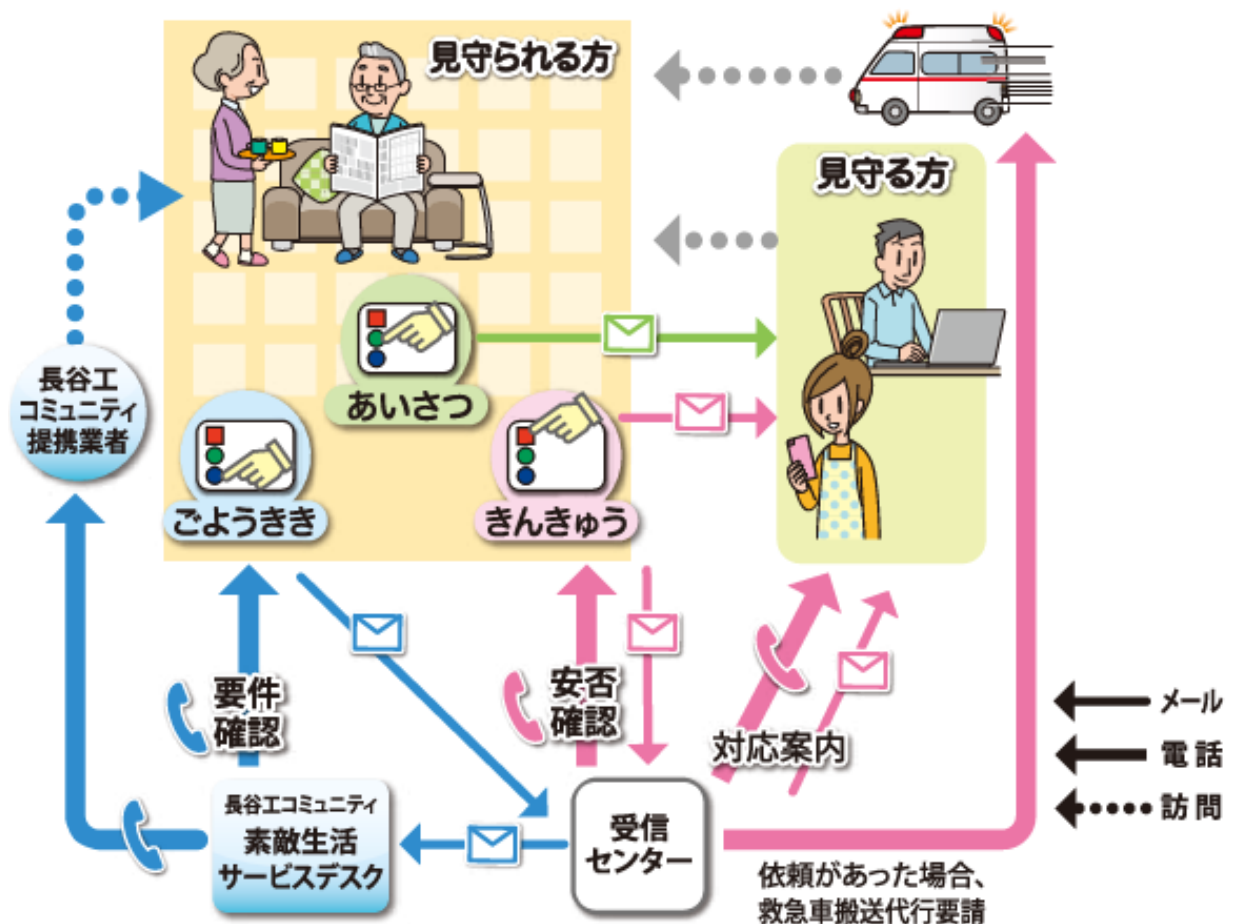 見守られる方
見守る方
あいさつ
ごようきき
きんきゅう
長谷工
コミュニティ
提携業者
要件
確認
安否
確認
対応案内
長谷工コミュニティ
素敵生活
サービスデスク
受信
センター
依頼があった場合、
救急車搬送代行要請
メール
電話
訪問